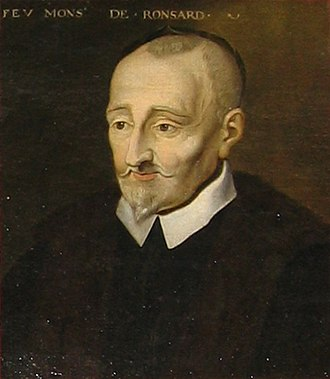 FEV MONSʳ DE · RONSARD ·